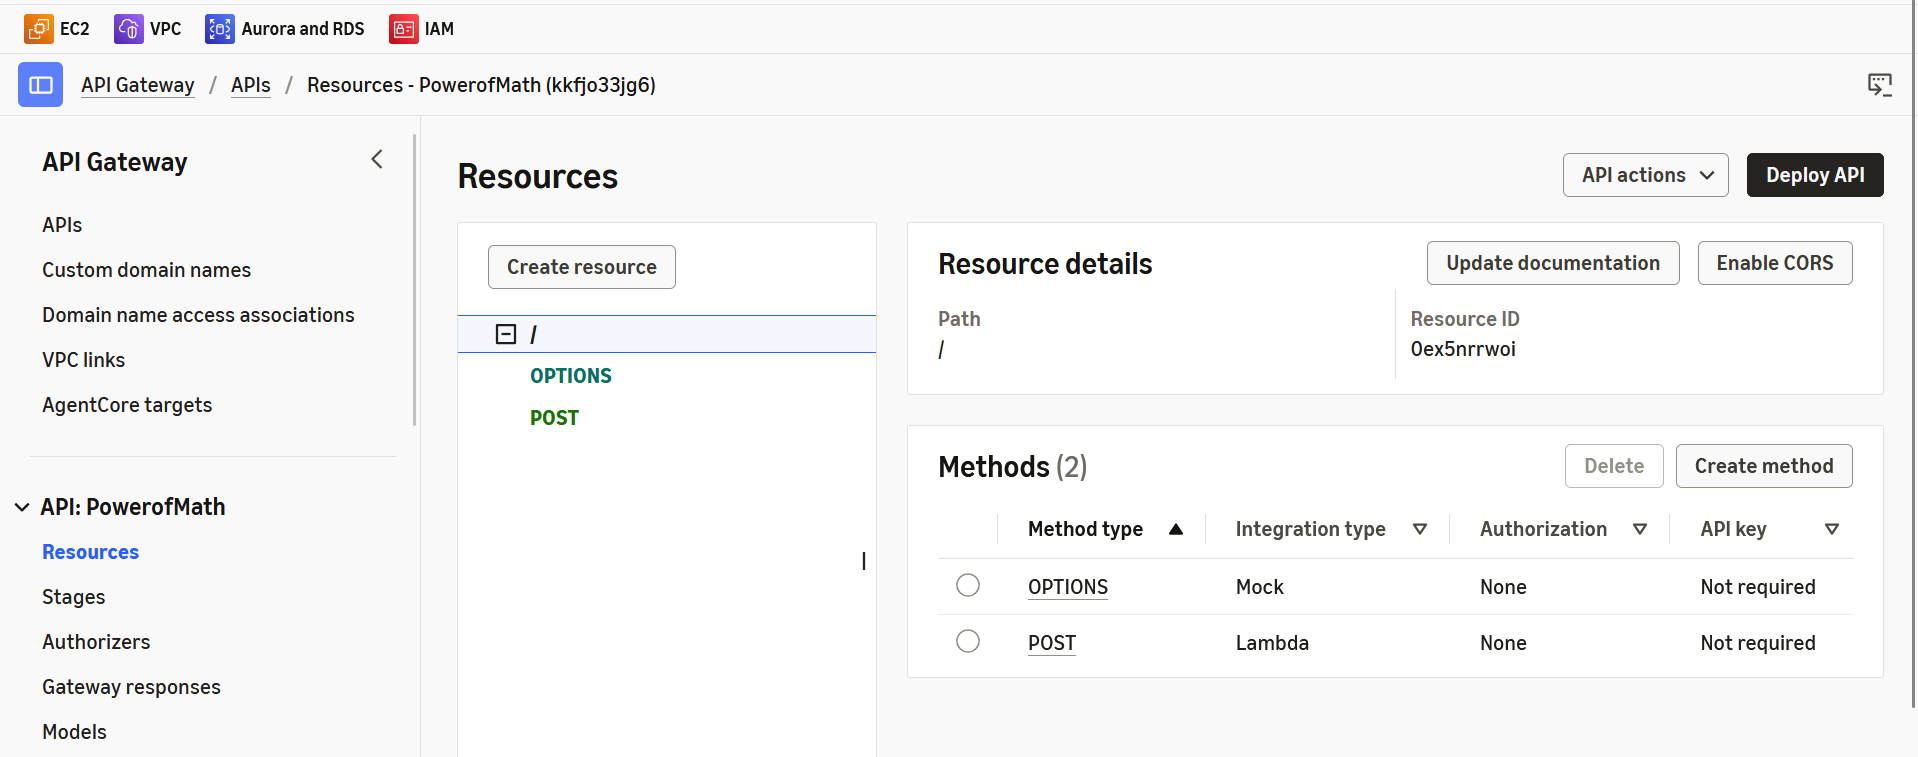 EC2 VPC Aurora and RDS IAM
API Gateway / APIs / Resources - PowerofMath (kkfjo33jg6)
API Gateway
APIs
Custom domain names
Domain name access associations
VPC links
AgentCore targets
API: PowerofMath
Resources
Stages
Authorizers
Gateway responses
Models
Resources
API actions
Deploy API
Create resource
/
OPTIONS
POST
Resource details
Update documentation
Enable CORS
Path
/
Resource ID
0ex5nrrwoi
Methods (2)
Delete
Create method
Method type Integration type Authorization API key
OPTIONS Mock None Not required
POST Lambda None Not required